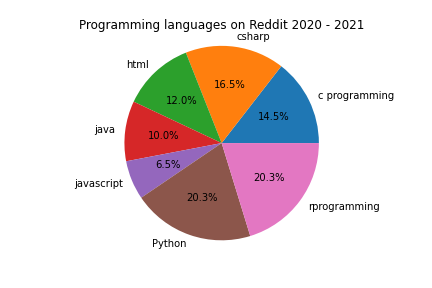 Programming languages on Reddit 2020 - 2021
csharp
html
c programming
16.5%
12.0%
14.5%
java
10.0%
6.5%
javascript
20.3%
20.3%
rprogramming
Python